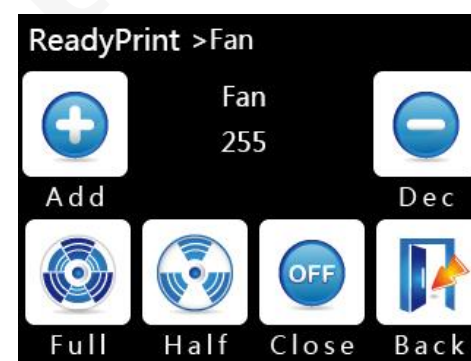 ReadyPrint >Fan
Fan
255
Add
Dec
OFF
Full
Half
Close
Back